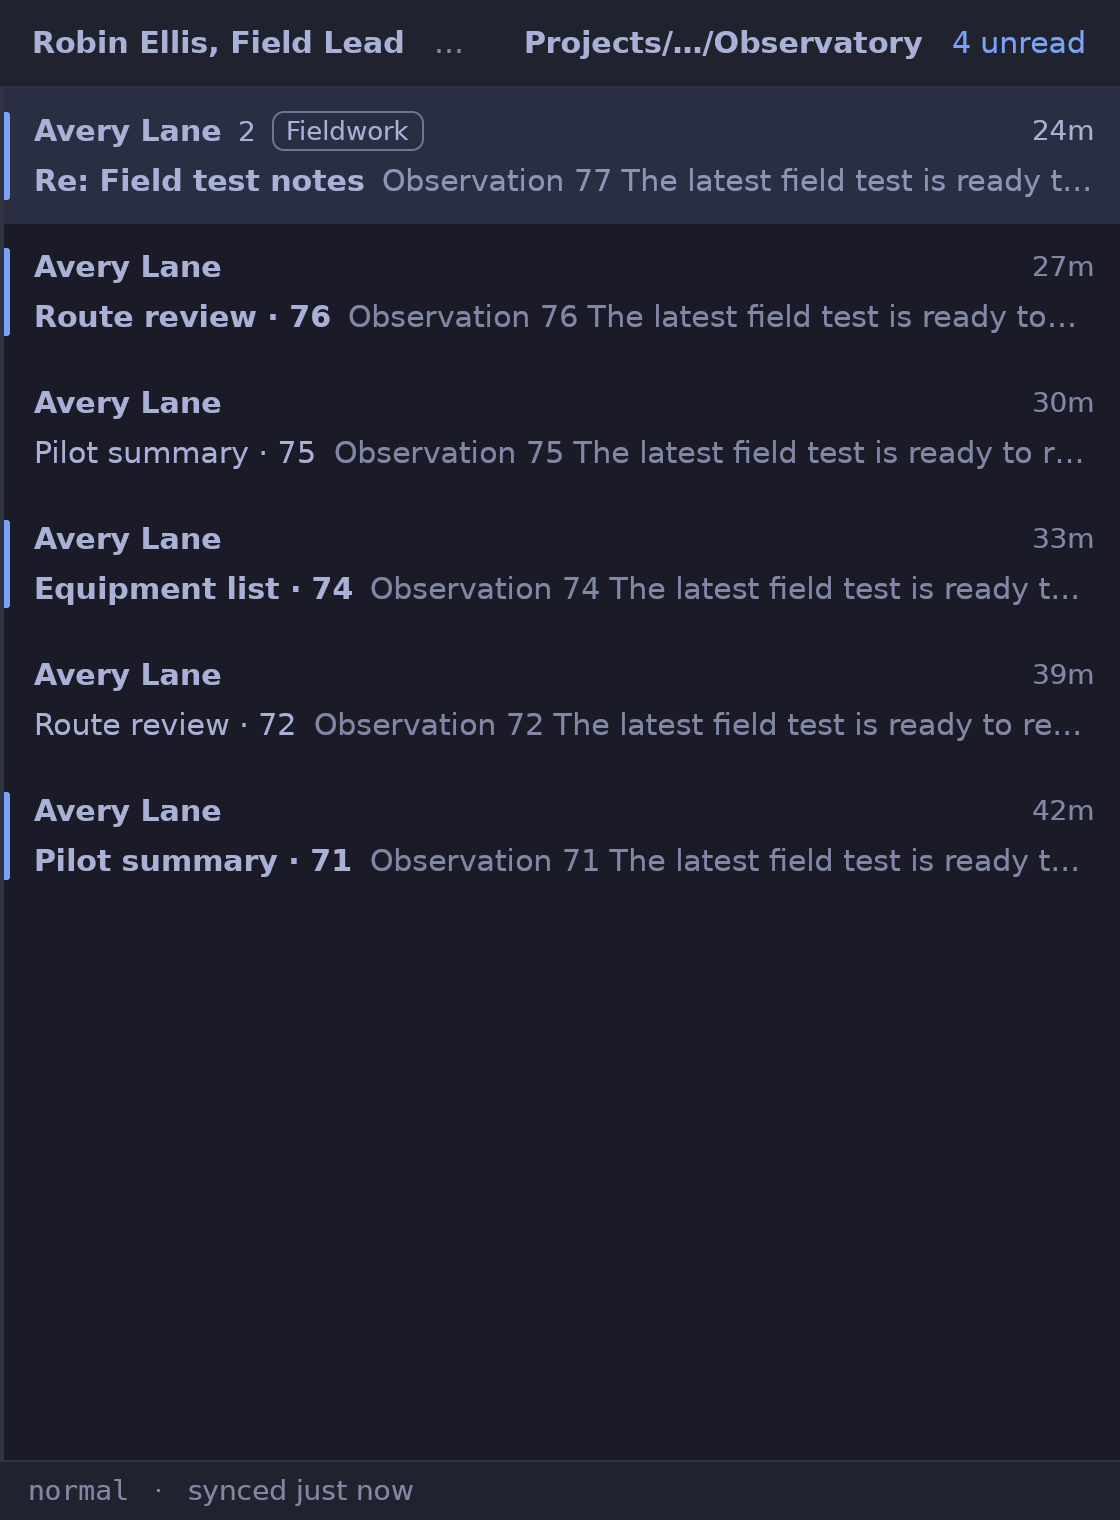 Robin Ellis, Field Lead … Projects/…/Observatory 4 unread
Avery Lane 2 Fieldwork 24m
Re: Field test notes Observation 77 The latest field test is ready t…
Avery Lane 27m
Route review · 76 Observation 76 The latest field test is ready to…
Avery Lane 30m
Pilot summary · 75 Observation 75 The latest field test is ready to r…
Avery Lane 33m
Equipment list · 74 Observation 74 The latest field test is ready t…
Avery Lane 39m
Route review · 72 Observation 72 The latest field test is ready to re…
Avery Lane 42m
Pilot summary · 71 Observation 71 The latest field test is ready t…
normal · synced just now